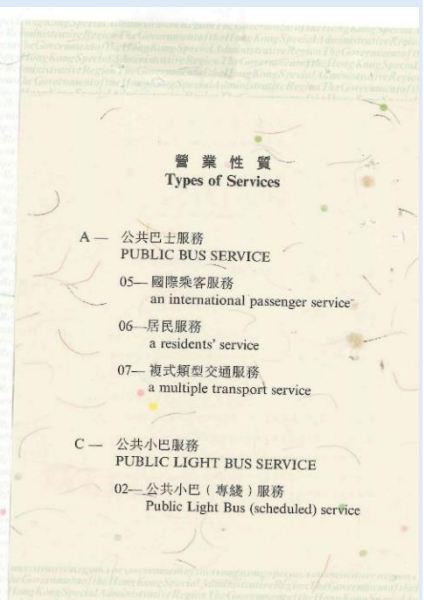 營業性質
Types of Services
A — 公共巴士服務
PUBLIC BUS SERVICE
05— 國際乘客服務
an international passenger service
06—居民服務
a residents' service
07— 複式類型交通服務
a multiple transport service
C — 公共小巴服務
PUBLIC LIGHT BUS SERVICE
02—公共小巴（專綫）服務
Public Light Bus (scheduled) service